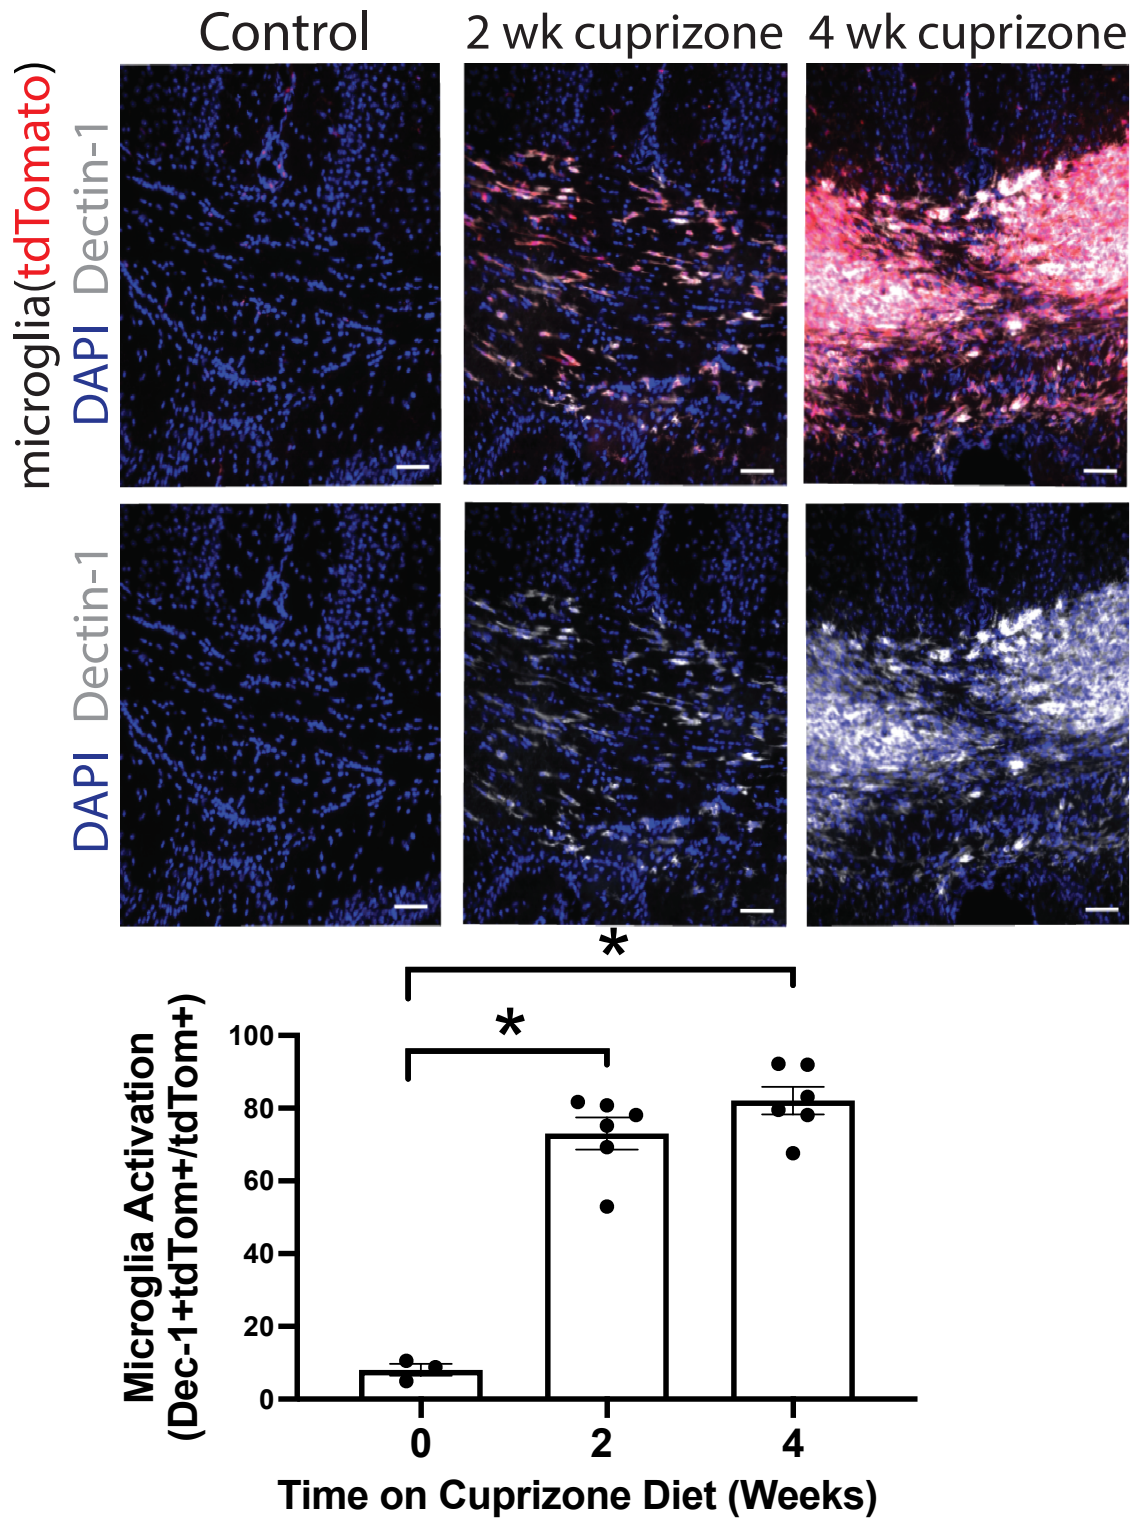 Control
2 wk cuprizone
4 wk cuprizone
microglia(tdTomato)
DAPI Dectin-1
DAPI Dectin-1
*
*
Microglia Activation
(Dec-1+tdTom+/tdTom+)
100
80
60
40
20
0
0
2
4
Time on Cuprizone Diet (Weeks)